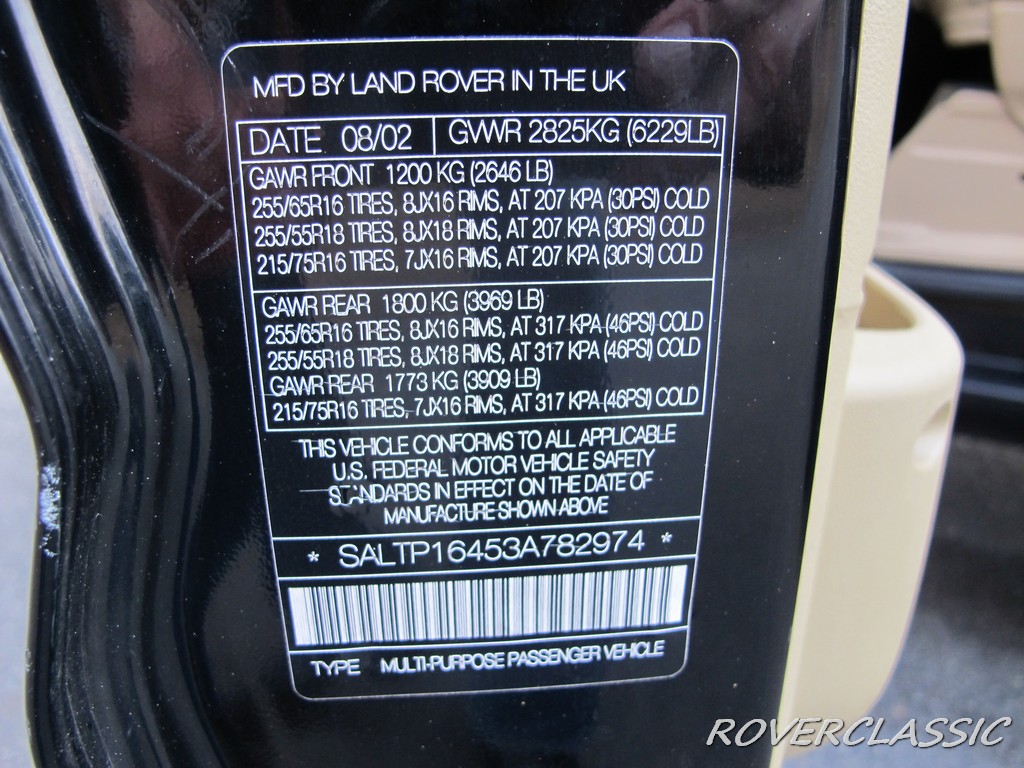 MFD BY LAND ROVER IN THE UK
DATE 08/02 GVWR 2825KG (6229LB)
GAWR FRONT 1200 KG (2646 LB)
255/65R16 TIRES, 8JX16 RIMS, AT 207 KPA (30PSI) COLD
255/55R18 TIRES, 8JX18 RIMS, AT 207 KPA (30PSI) COLD
215/75R16 TIRES, 7JX16 RIMS, AT 207 KPA (30PSI) COLD
GAWR REAR 1800 KG (3969 LB)
255/65R16 TIRES, 8JX16 RIMS, AT 317 KPA (46PSI) COLD
255/55R18 TIRES, 8JX18 RIMS, AT 317 KPA (46PSI) COLD
GAWR REAR 1773 KG (3909 LB)
215/75R16 TIRES, 7JX16 RIMS, AT 317 KPA (46PSI) COLD
THIS VEHICLE CONFORMS TO ALL APPLICABLE
U.S. FEDERAL MOTOR VEHICLE SAFETY
STANDARDS IN EFFECT ON THE DATE OF
MANUFACTURE SHOWN ABOVE
* SALTP16453A782974 *
TYPE MULTI-PURPOSE PASSENGER VEHICLE
ROVERCLASSIC